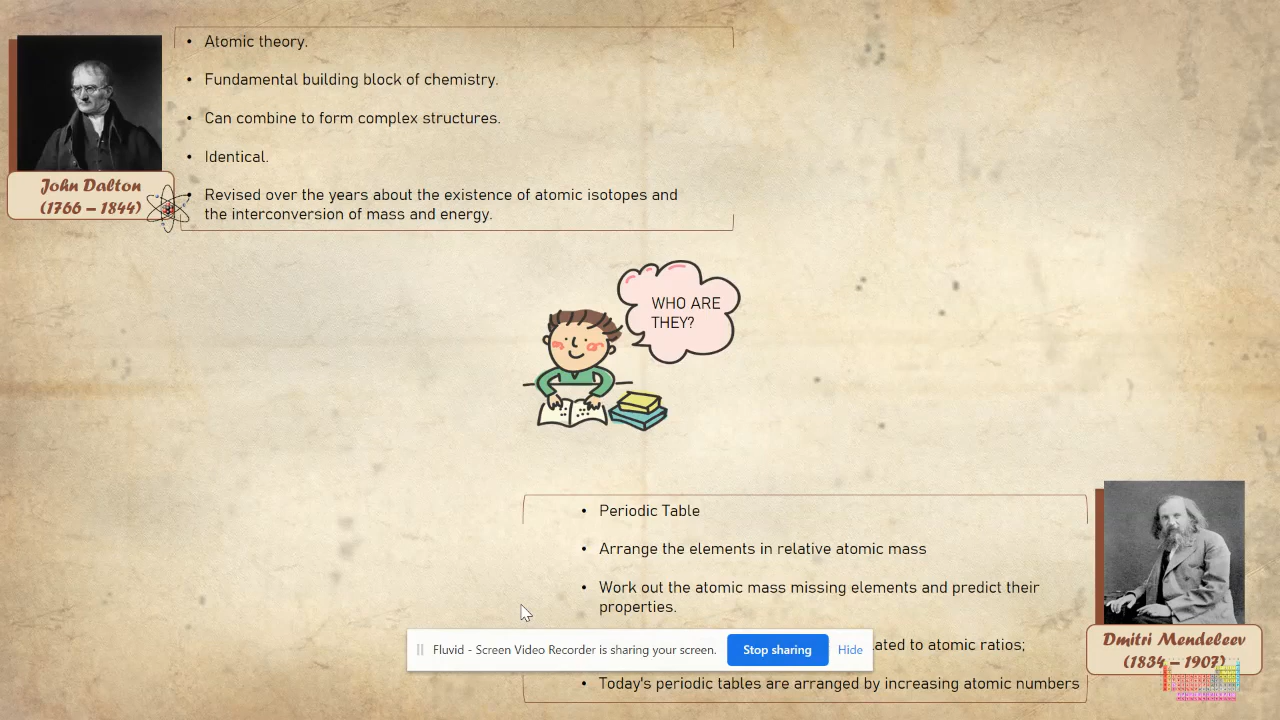 Atomic theory.
Fundamental building block of chemistry.
Can combine to form complex structures.
Identical.
Revised over the years about the existence of atomic isotopes and
the interconversion of mass and energy.
John Dalton
(1766 – 1844)
WHO ARE
THEY?
Periodic Table
Arrange the elements in relative atomic mass
Work out the atomic mass missing elements and predict their
properties.
ated to atomic ratios;
Today's periodic tables are arranged by increasing atomic numbers
Dmitri Mendeleev
(1834 – 1907)
Fluvid - Screen Video Recorder is sharing your screen.
Stop sharing
Hide